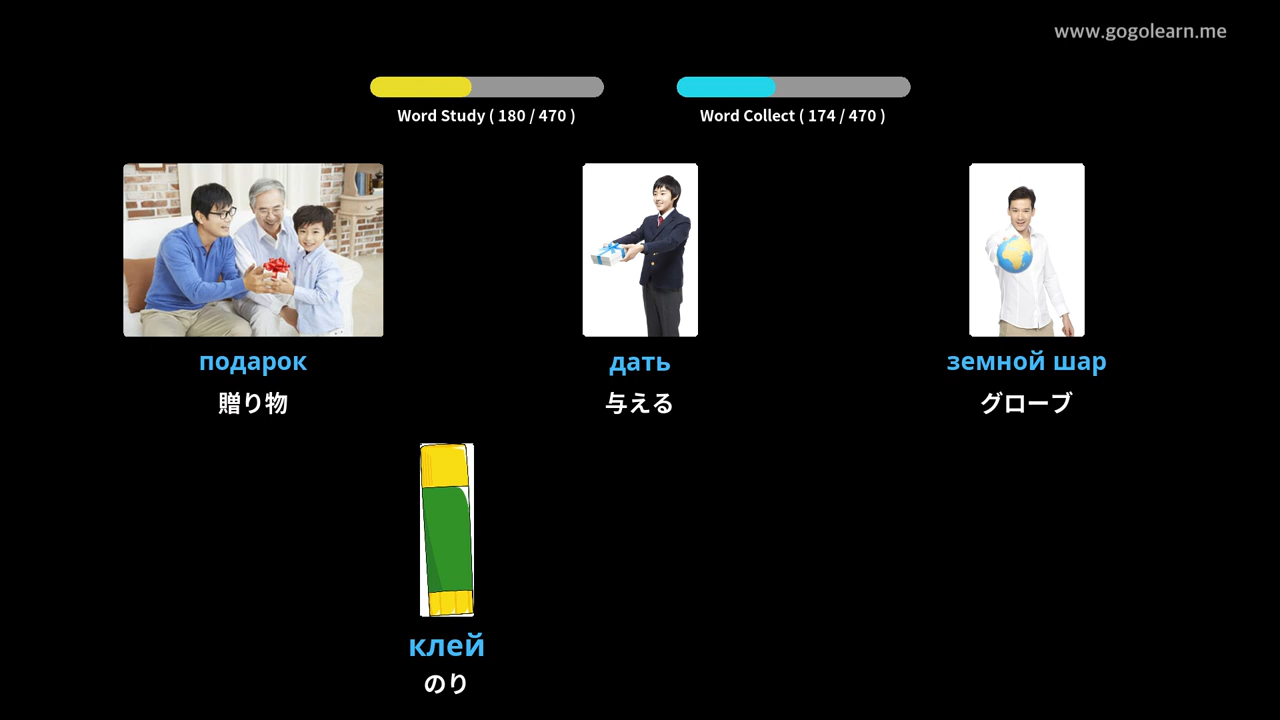 www.gogolearn.me
Word Study ( 180 / 470 )
Word Collect ( 174 / 470 )
подарок
贈り物
дать
与える
земной шар
グローブ
клей
のり